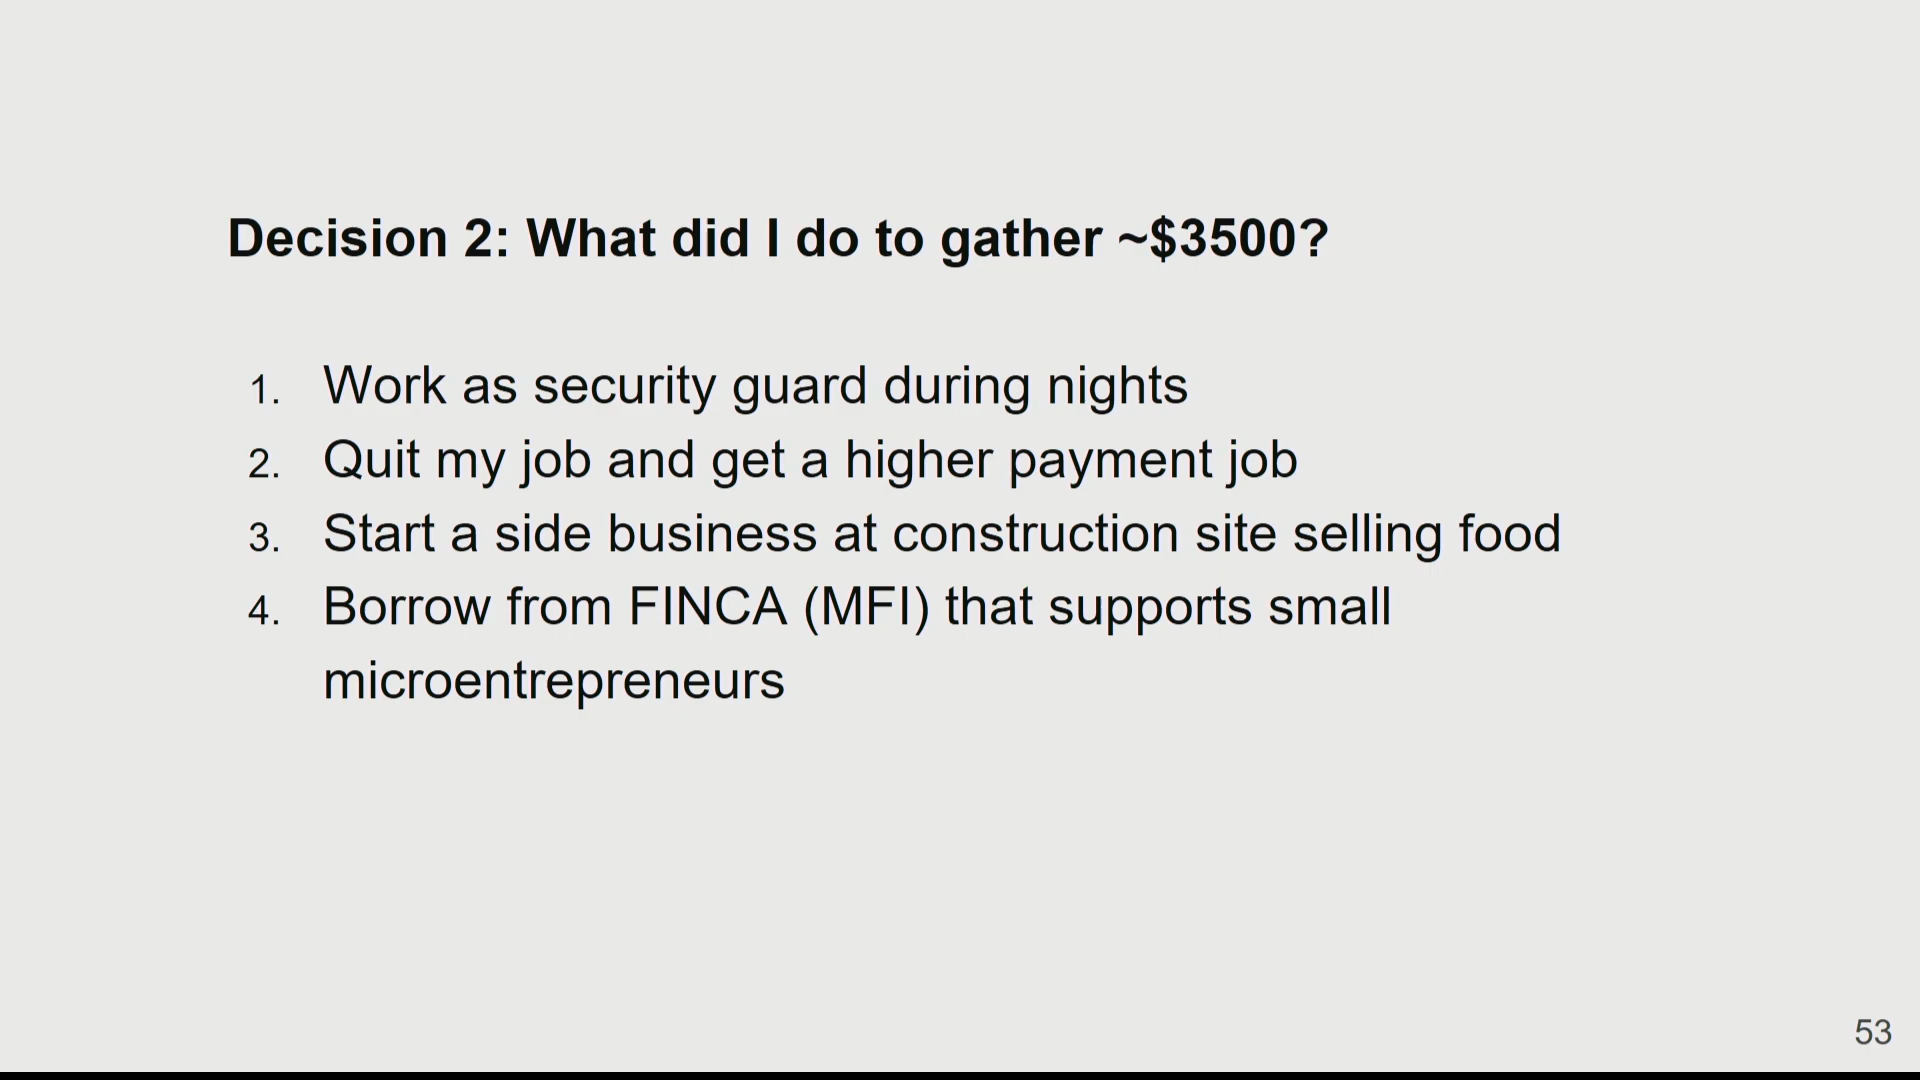 Decision 2: What did I do to gather ~$3500?
1. Work as security guard during nights
2. Quit my job and get a higher payment job
3. Start a side business at construction site selling food
4. Borrow from FINCA (MFI) that supports small
microentrepreneurs
53